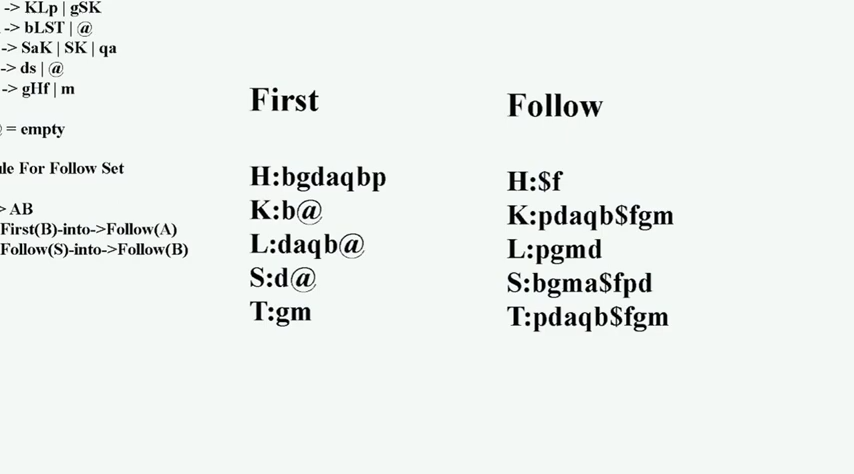 -> KLp | gSK
-> bLST | @
-> SaK | SK | qa
-> ds | @
-> gHf | m
= empty
For Follow Set
> AB
First(B)-into->Follow(A)
Follow(S)-into->Follow(B)
First
H:bgdaqbp
K:b@
L:daqb@
S:d@
T:gm
Follow
H:$f
K:pdaqb$fgm
L:pgmd
S:bgma$fpd
T:pdaqb$fgm